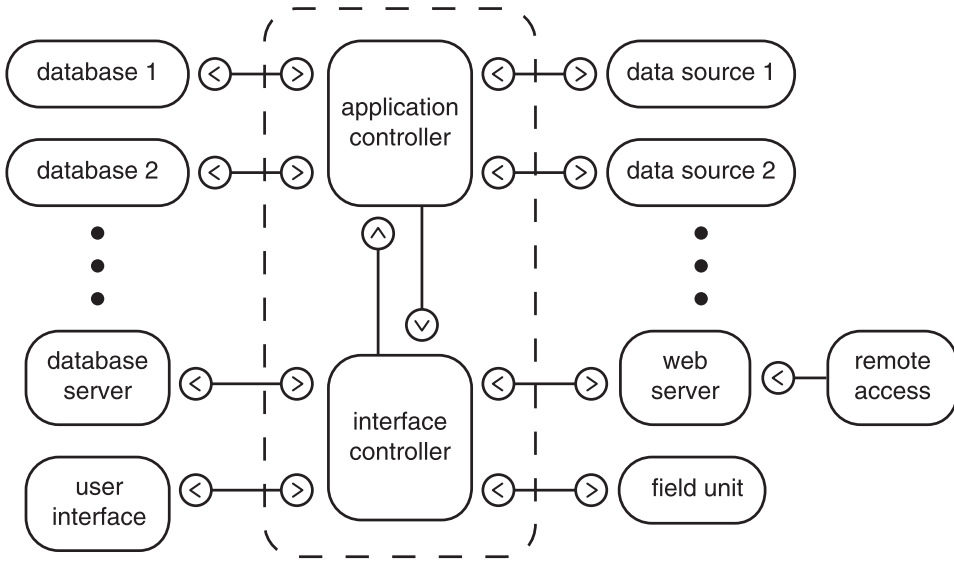 database 1
application
controller
data source 1
database 2
data source 2
database
server
interface
controller
web
server
remote
access
user
interface
field unit